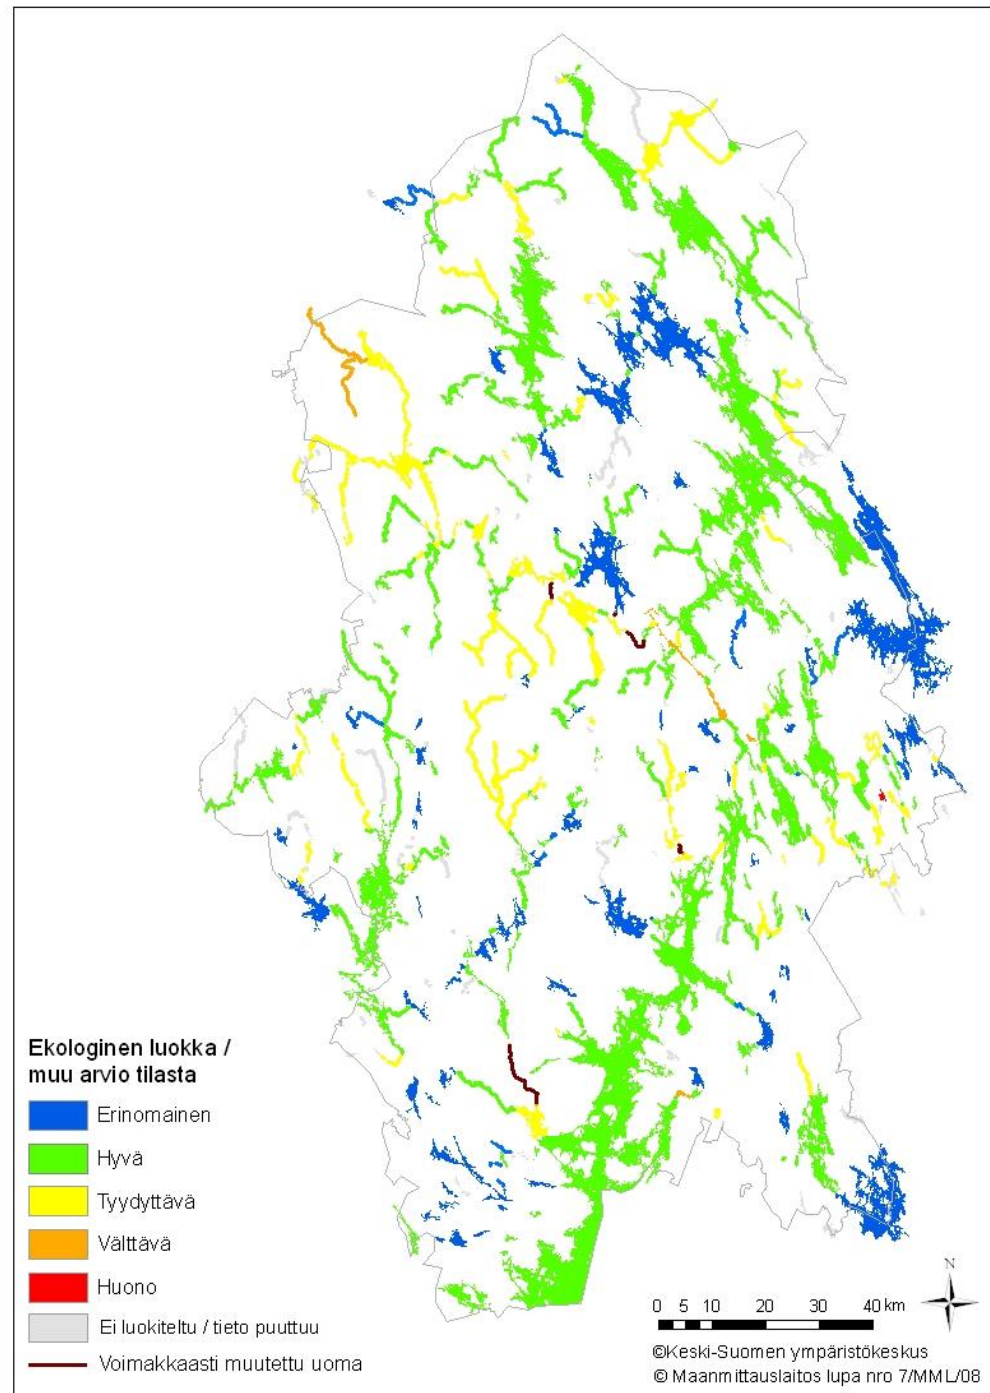 Ekologinen luokka /
muu arvio tilasta
Erinomainen
Hyvä
Tyydyttävä
Välttävä
Huono
Ei luokiteltu / tieto puuttuu
Voimakkaasti muutettu uoma
N
0 5 10 20 30 40 km
©Keski-Suomen ympäristökeskus
© Maanmittauslaitos lupa nro 7/MML/08